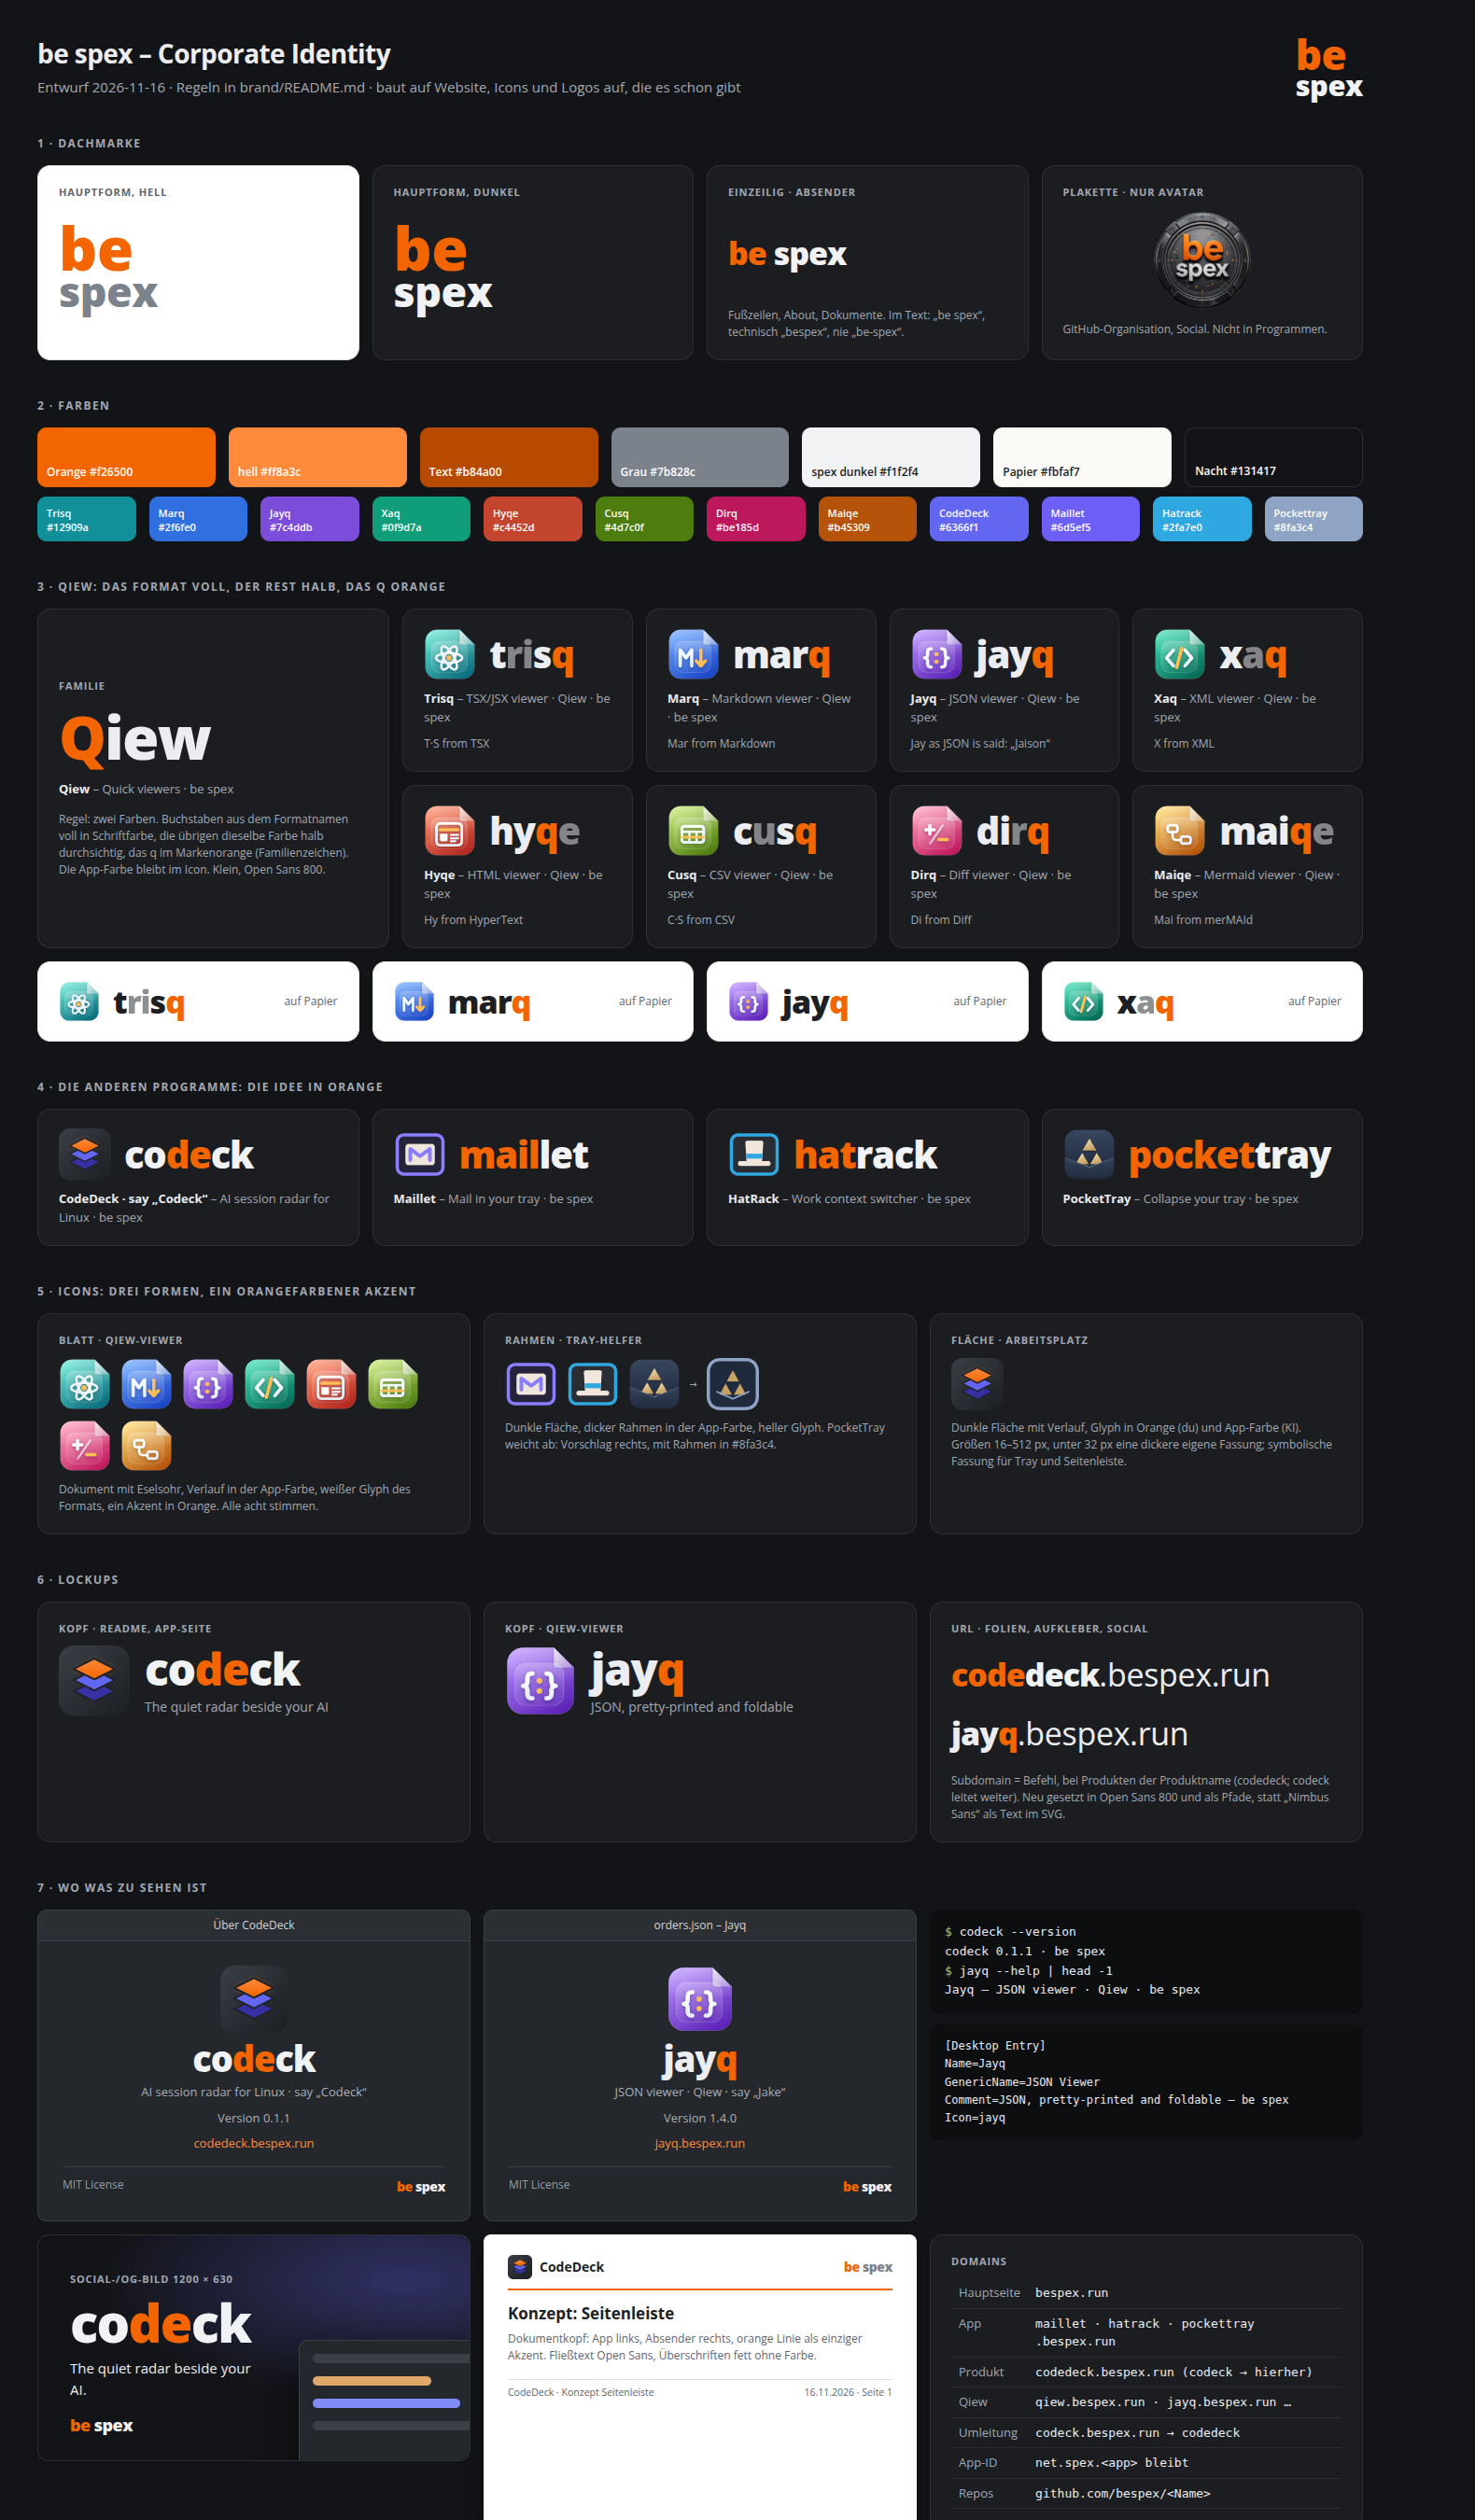 be spex – Corporate Identity
Entwurf 2026-11-16 · Regeln in brand/README.md · baut auf Website, Icons und Logos auf, die es schon gibt
be
spex
1 · DACHMARKE
HAUPTFORM, HELL
be
spex
HAUPTFORM, DUNKEL
be
spex
EINZEILIG · ABSENDER
be spex
Fußzeilen, About, Dokumente. Im Text: „be spex“,
technisch „bespex“, nie „be-spex“.
PLAKETTE · NUR AVATAR
be
spex
GitHub-Organisation, Social. Nicht in Programmen.
2 · FARBEN
Orange #f26500
hell #ff8a3c
Text #b84a00
Grau #7b828c
spex dunkel #f1f2f4
Papier #fbfaf7
Nacht #131417
Trisq
#12909a
Marq
#2f6fe0
Jayq
#7c4ddb
Xaq
#0f9d7a
Hyqe
#c4452d
Cusq
#4d7c0f
Dirq
#be185d
Maiqe
#b45309
CodeDeck
#6366f1
Maillet
#6d5ef5
Hatrack
#2fa7e0
Pockettray
#8fa3c4
3 · QIEW: DAS FORMAT VOLL, DER REST HALB, DAS Q ORANGE
FAMILIE
Qiew
Qiew – Quick viewers · be spex
Regel: zwei Farben. Buchstaben aus dem Formatnamen
voll in Schriftfarbe, die übrigen dieselbe Farbe halb
durchsichtig, das q im Markenorange (Familienzeichen).
Die App-Farbe bleibt im Icon. Klein, Open Sans 800.
trisq
Trisq – TSX/JSX viewer · Qiew · be
spex
T·S from TSX
M
marq
Marq – Markdown viewer · Qiew
· be spex
Mar from Markdown
{:}
jayq
Jayq – JSON viewer · Qiew · be
spex
Jay as JSON is said: „Jaison“
</>
xaq
Xaq – XML viewer · Qiew · be
spex
X from XML
hyqe
Hyqe – HTML viewer · Qiew · be
spex
Hy from HyperText
cusq
Cusq – CSV viewer · Qiew · be
spex
C·S from CSV
dirq
Dirq – Diff viewer · Qiew · be
spex
Di from Diff
maiqe
Maiqe – Mermaid viewer · Qiew ·
be spex
Mai from merMAId
trisq
auf Papier
M
marq
auf Papier
{:}
jayq
auf Papier
</>
xaq
auf Papier
4 · DIE ANDEREN PROGRAMME: DIE IDEE IN ORANGE
codeck
CodeDeck · say „Codeck“ – AI session radar for
Linux · be spex
M
maillet
Maillet – Mail in your tray · be spex
hatrack
HatRack – Work context switcher · be spex
pockettray
PocketTray – Collapse your tray · be spex
5 · ICONS: DREI FORMEN, EIN ORANGEFARBENER AKZENT
BLATT · QIEW-VIEWER
M {:} </>
Dokument mit Eselsohr, Verlauf in der App-Farbe, weißer Glyph des
Formats, ein Akzent in Orange. Alle acht stimmen.
RAHMEN · TRAY-HELFER
M →
Dunkle Fläche, dicker Rahmen in der App-Farbe, heller Glyph. PocketTray
weicht ab: Vorschlag rechts, mit Rahmen in #8fa3c4.
FLÄCHE · ARBEITSPLATZ
Dunkle Fläche mit Verlauf, Glyph in Orange (du) und App-Farbe (KI).
Größen 16–512 px, unter 32 px eine dickere eigene Fassung; symbolische
Fassung für Tray und Seitenleiste.
6 · LOCKUPS
KOPF · README, APP-SEITE
codeck
The quiet radar beside your AI
KOPF · QIEW-VIEWER
{:}
jayq
JSON, pretty-printed and foldable
URL · FOLIEN, AUFKLEBER, SOCIAL
codedeck.bespex.run
jayq.bespex.run
Subdomain = Befehl, bei Produkten der Produktname (codedeck; codeck
leitet weiter). Neu gesetzt in Open Sans 800 und als Pfade, statt „Nimbus
Sans“ als Text im SVG.
7 · WO WAS ZU SEHEN IST
Über CodeDeck
codeck
AI session radar for Linux · say „Codeck“
Version 0.1.1
codedeck.bespex.run
MIT License
be spex
orders.json – Jayq
{:}
jayq
JSON viewer · Qiew · say „Jake“
Version 1.4.0
jayq.bespex.run
MIT License
be spex
$ codeck --version
codeck 0.1.1 · be spex
$ jayq --help | head -1
Jayq — JSON viewer · Qiew · be spex
[Desktop Entry]
Name=Jayq
GenericName=JSON Viewer
Comment=JSON, pretty-printed and foldable — be spex
Icon=jayq
SOCIAL-/OG-BILD 1200 × 630
codeck
The quiet radar beside your
AI.
be spex
CodeDeck
be spex
Konzept: Seitenleiste
Dokumentkopf: App links, Absender rechts, orange Linie als einziger
Akzent. Fließtext Open Sans, Überschriften fett ohne Farbe.
CodeDeck · Konzept Seitenleiste
16.11.2026 · Seite 1
DOMAINS
Hauptseite bespex.run
App maillet · hatrack · pockettray
.bespex.run
Produkt codedeck.bespex.run (codeck → hierher)
Qiew qiew.bespex.run · jayq.bespex.run …
Umleitung codeck.bespex.run → codedeck
App-ID net.spex.<app> bleibt
Repos github.com/bespex/<Name>